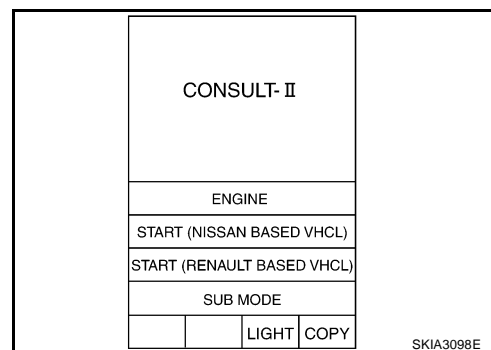 CONSULT-II
ENGINE
START (NISSAN BASED VHCL)
START (RENAULT BASED VHCL)
SUB MODE
LIGHT COPY
SKIA3098E